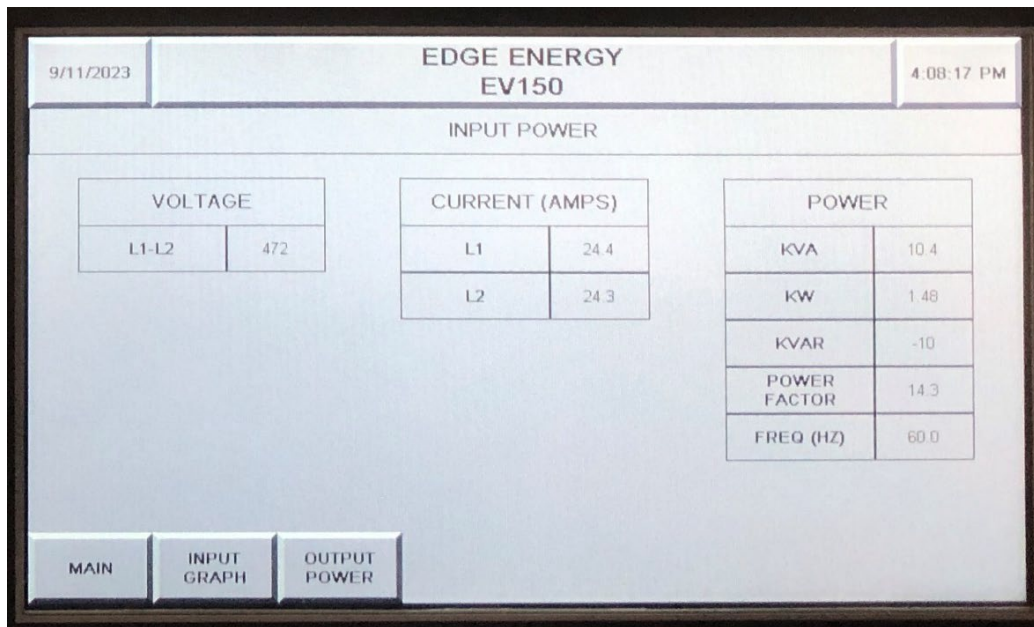 9/11/2023
EDGE ENERGY
EV150
4:08:17 PM
INPUT POWER
VOLTAGE
L1-L2 472
CURRENT (AMPS)
L1 24.4
L2 24.3
POWER
KVA 10.4
KW 1.48
KVAR -10
POWER
FACTOR 14.3
FREQ (HZ) 60.0
MAIN
INPUT
GRAPH
OUTPUT
POWER